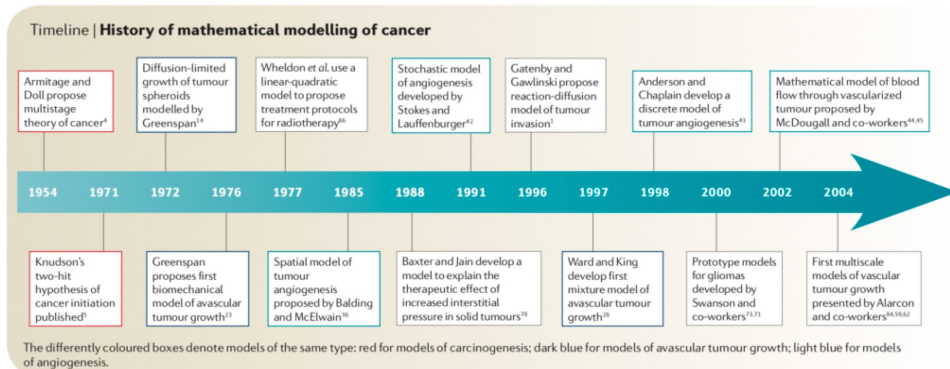 Timeline | History of mathematical modelling of cancer
Armitage and
Doll propose
multistage
theory of cancer4
Diffusion-limited
growth of tumour
spheroids
modelled by
Greenspan14
Wheldon et al. use a
linear-quadratic
model to propose
treatment protocols
for radiotherapy66
Stochastic model
of angiogenesis
developed by
Stokes and
Lauffenburger42
Gatenby and
Gawlinski propose
reaction-diffusion
model of tumour
invasion3
Anderson and
Chaplain develop a
discrete model of
tumour angiogenesis43
Mathematical model of blood
flow through vascularized
tumour proposed by
McDougall and co-workers44,45
1954 1971 1972 1976 1977 1985 1988 1991 1996 1997 1998 2000 2002 2004
Knudson's
two-hit
hypothesis of
cancer initiation
published5
Greenspan
proposes first
biomechanical
model of avascular
tumour growth23
Spatial model of
tumour
angiogenesis
proposed by Balding
and McElwain36
Baxter and Jain develop a
model to explain the
therapeutic effect of
increased interstitial
pressure in solid tumours78
Ward and King
develop first
mixture model of
avascular tumour
growth26
Prototype models
for gliomas
developed by
Swanson and
co-workers73,71
First multiscale
models of vascular
tumour growth
presented by Alarcon
and co-workers84,59,62
The differently coloured boxes denote models of the same type: red for models of carcinogenesis; dark blue for models of avascular tumour growth; light blue for models
of angiogenesis.